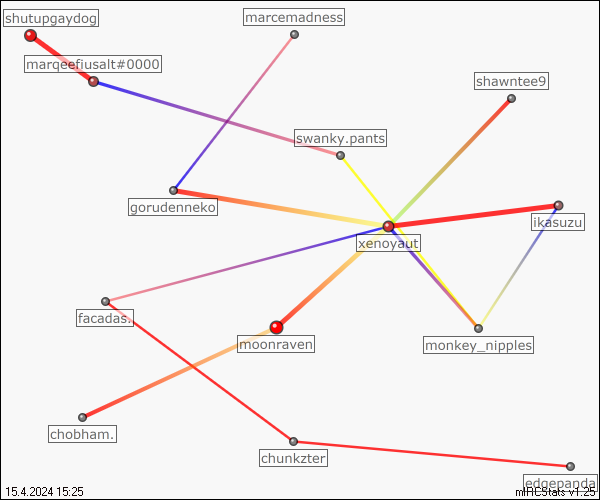 shutupgaydog
marcemadness
marqeefiusalt#0000
shawntee9
swanky.pants
gorudenneko
ikasuzu
xenoyaut
facadas.
moonraven
monkey_nipples
chobham.
chunkzter
edgepanda
15.4.2024 15:25
mIRCStats v1.25